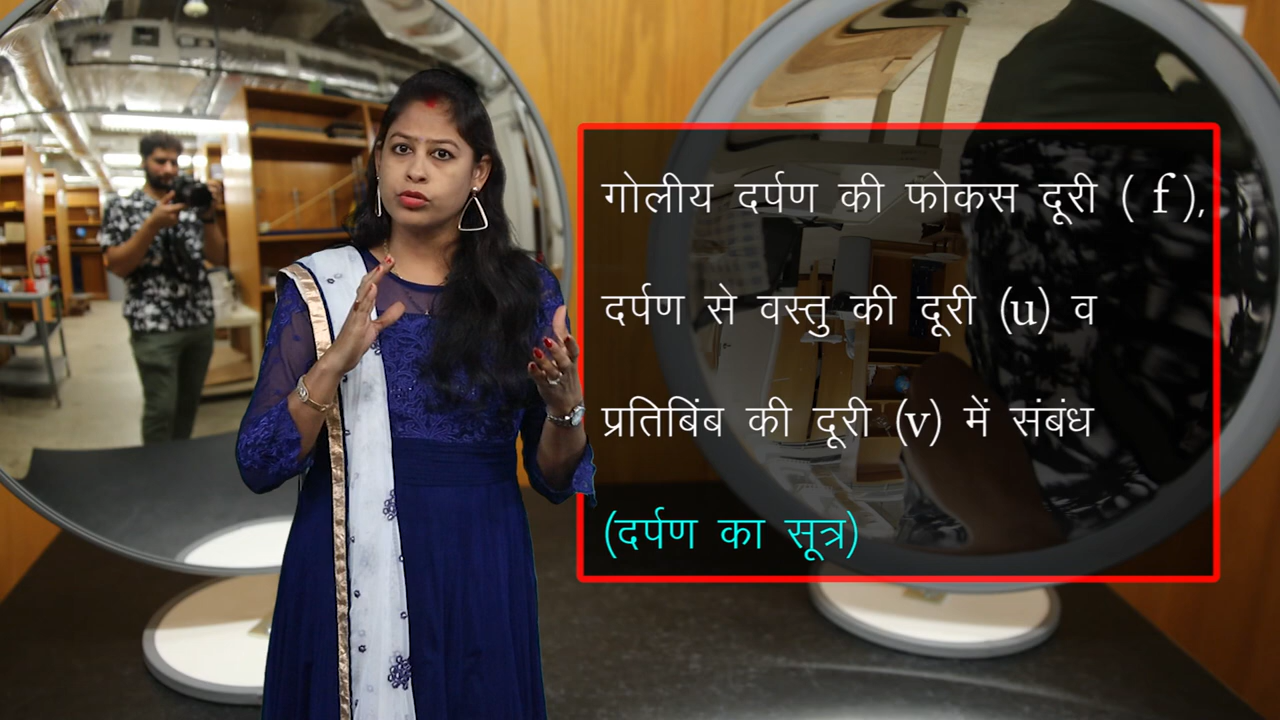 गोलीय दर्पण की फोकस दूरी ( f ),
दर्पण से वस्तु की दूरी (u) व
प्रतिबिंब की दूरी (v) में संबंध
(दर्पण का सूत्र)